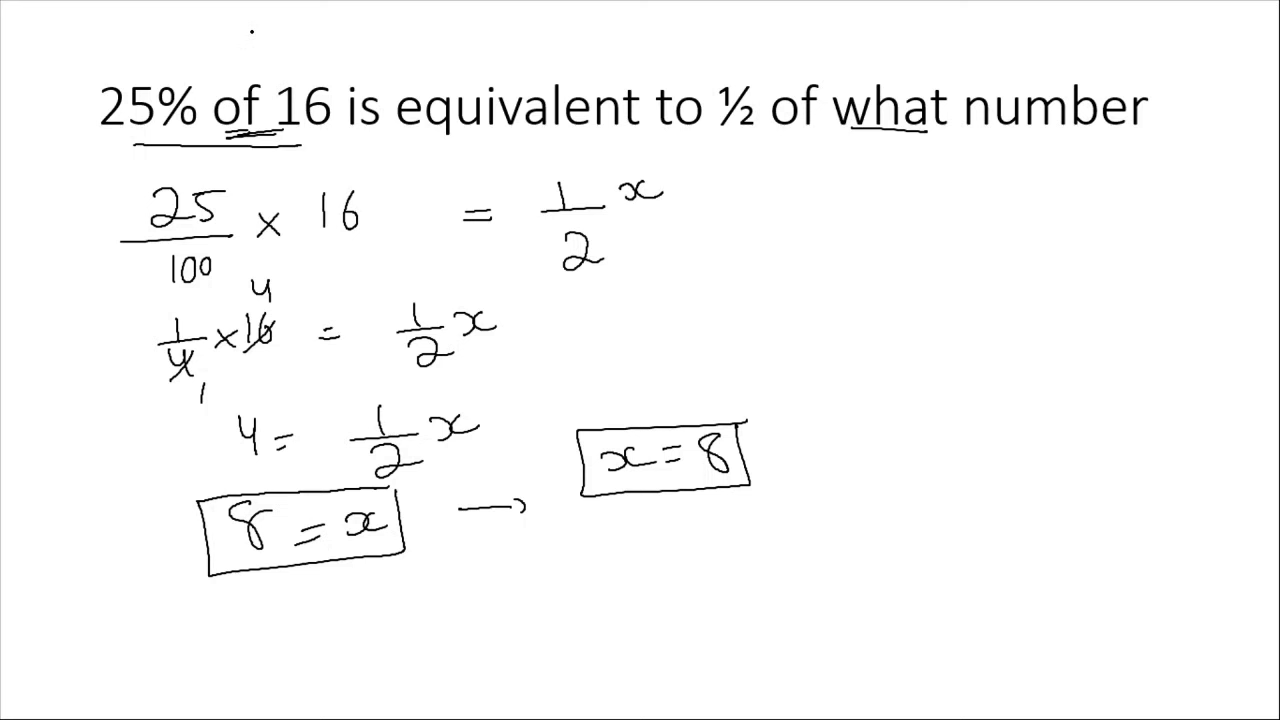 25% of 16 is equivalent to ½ of what number
25/100 × 16 = 1/2 x
1/4 × 16 = 1/2 x
4 1
4 = 1/2 x
x = 8
8 = x →